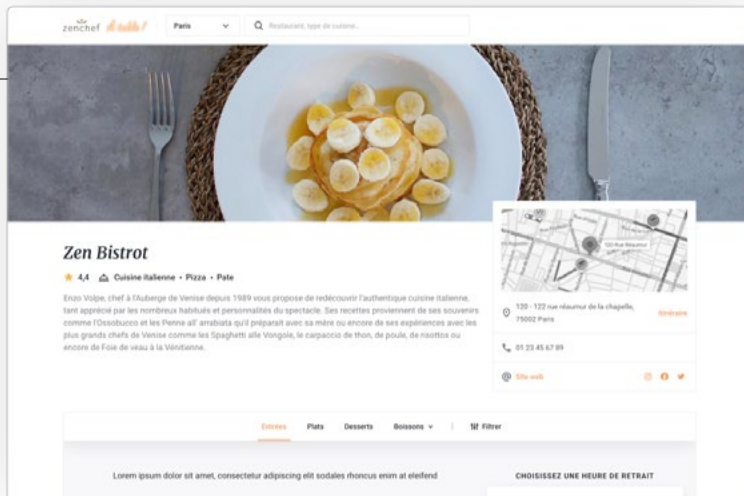 zenchef À table !
Paris
Restaurant, type de cuisine..
120 Rue Réaumur
Zen Bistrot
4,4 Cuisine italienne • Pizza • Pate
Enzo Volpe, chef à l'Auberge de Venise depuis 1989 vous propose de redécouvrir l'authentique cuisine italienne,
tant apprécié par les nombreux habitués et personnalités du spectacle. Ses recettes proviennent de ses souvenirs
comme l'Ossobucco et les Penne all' arrabiata qu'il préparait avec sa mère ou encore de ses expériences avec les
plus grands chefs de Venise comme les Spaghetti alle Vongole, le carpaccio de thon, de poule, de risottos ou
encore de Foie de veau à la Vénitienne.
120 - 122 rue réaumur de la chapelle,
75002 Paris
Itinéraire
01 23 45 67 89
Site web
Entrées Plats Desserts Boissons Filtrer
Lorem ipsum dolor sit amet, consectetur adipiscing elit sodales rhoncus enim at eleifend
CHOISISSEZ UNE HEURE DE RETRAIT